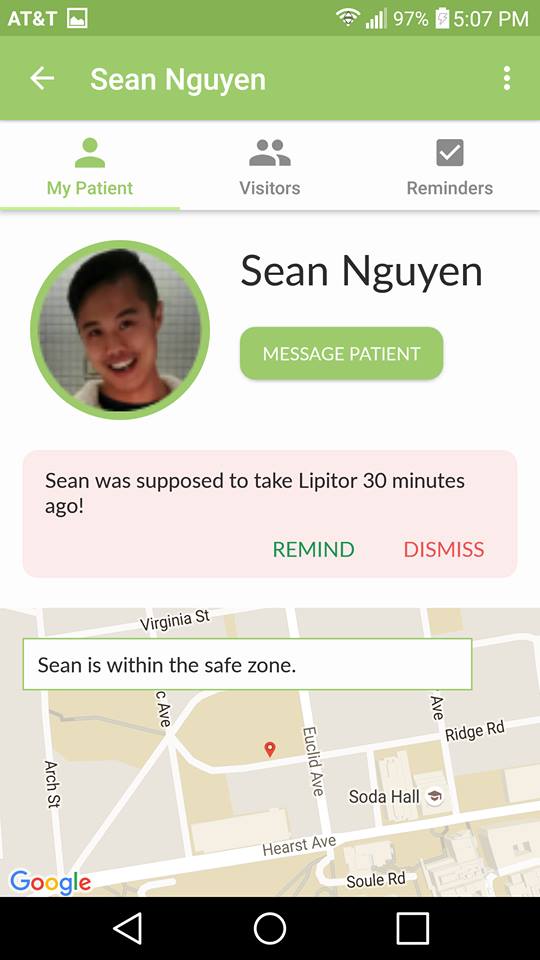 AT&T 97% 5:07 PM
Sean Nguyen
My Patient Visitors Reminders
Sean Nguyen
MESSAGE PATIENT
Sean was supposed to take Lipitor 30 minutes
ago!
REMIND DISMISS
Virginia St
Sean is within the safe zone.
c Ave
Ave
Ridge Rd
Euclid Ave
Arch St
Soda Hall
Hearst Ave
Google
Soule Rd